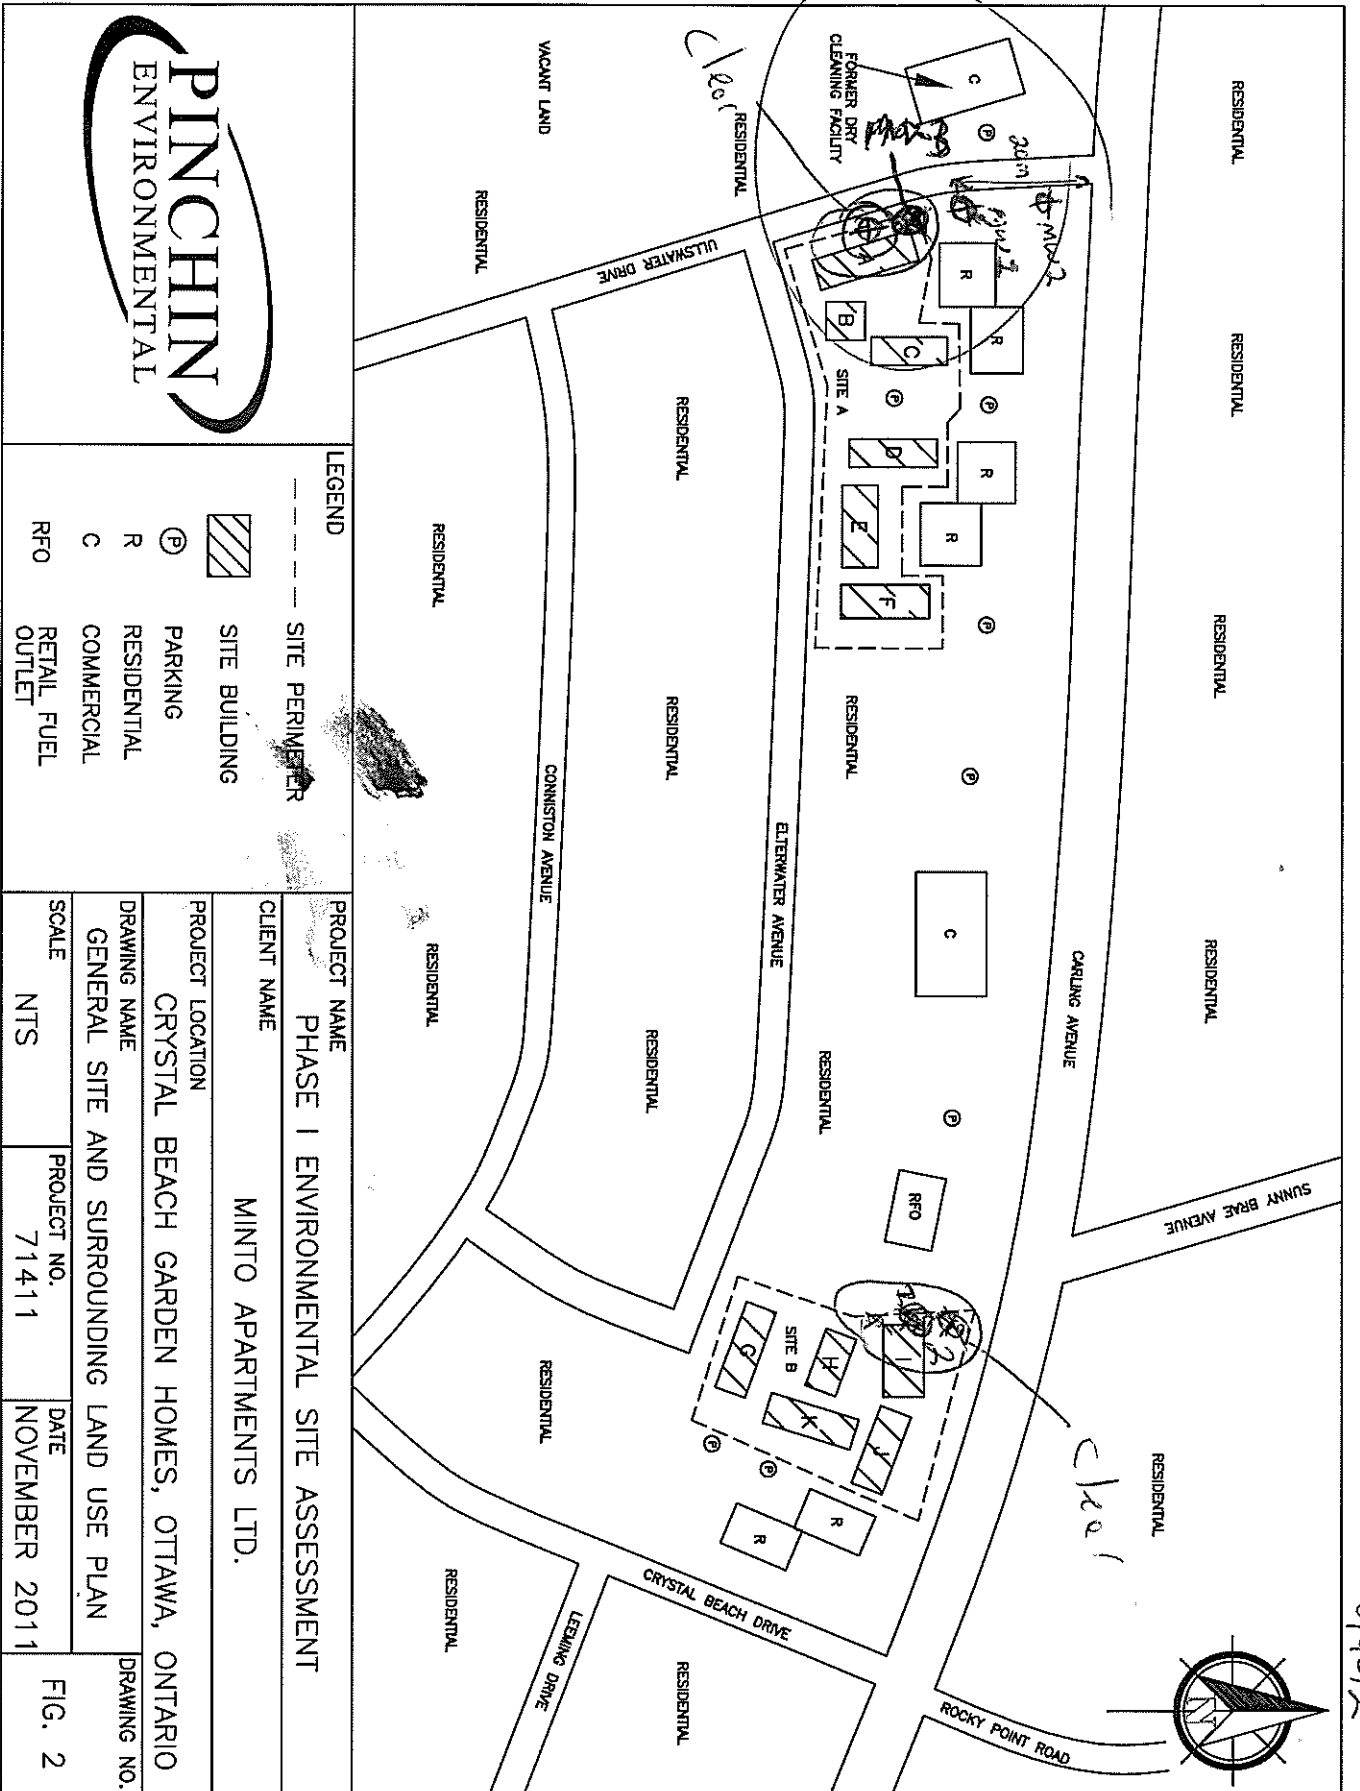 RESIDENTIAL
RESIDENTIAL
RESIDENTIAL
RESIDENTIAL
RESIDENTIAL
SUNNY BRAE AVENUE
ROCKY POINT ROAD
N
CARLING AVENUE
C
FORMER DRY
CLEANING FACILITY
P
20m
MW2
MW1
R
R
P
R
R
P
P
C
P
RFO
Clear
Clear
A
B
C
P
SITE A
D
E
F
RESIDENTIAL
RESIDENTIAL
RESIDENTIAL
ELTERWATER AVENUE
ULLSWATER DRIVE
I
H
SITE B
G
K
J
P
P
R
R
CRYSTAL BEACH DRIVE
RESIDENTIAL
VACANT LAND
RESIDENTIAL
RESIDENTIAL
RESIDENTIAL
RESIDENTIAL
RESIDENTIAL
CONNISTON AVENUE
RESIDENTIAL
RESIDENTIAL
RESIDENTIAL
LEEMING DRIVE
PINCHIN
ENVIRONMENTAL
LEGEND
SITE PERIMETER
SITE BUILDING
P PARKING
R RESIDENTIAL
C COMMERCIAL
RFO RETAIL FUEL
OUTLET
PROJECT NAME
PHASE I ENVIRONMENTAL SITE ASSESSMENT
CLIENT NAME
MINTO APARTMENTS LTD.
PROJECT LOCATION
CRYSTAL BEACH GARDEN HOMES, OTTAWA, ONTARIO
DRAWING NAME
GENERAL SITE AND SURROUNDING LAND USE PLAN
SCALE
NTS
PROJECT NO.
71411
DATE
NOVEMBER 2011
DRAWING NO.
FIG. 2